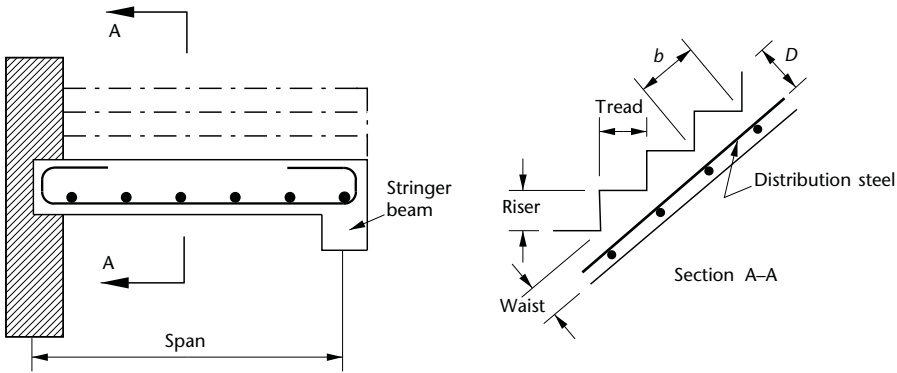 A
A
Stringer
beam
Span
b
D
Tread
Riser
Distribution steel
Waist
Section A–A